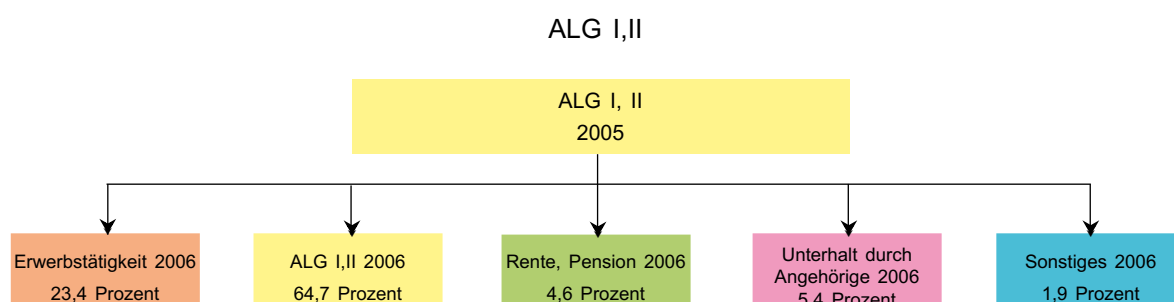 ALG I,II
ALG I, II
2005
Erwerbstätigkeit 2006
23,4 Prozent
ALG I,II 2006
64,7 Prozent
Rente, Pension 2006
4,6 Prozent
Unterhalt durch
Angehörige 2006
5,4 Prozent
Sonstiges 2006
1,9 Prozent